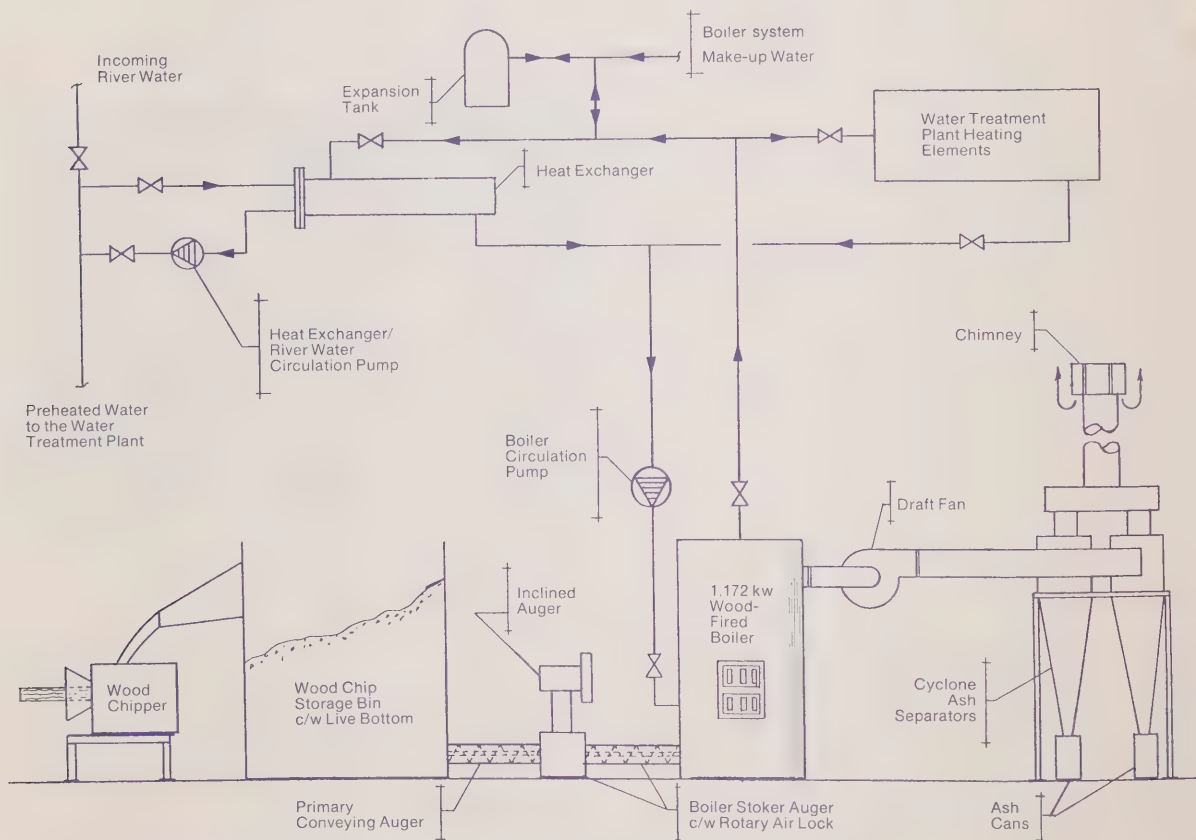 Boiler system
Make-up Water
Incoming
River Water
Expansion
Tank
Water Treatment
Plant Heating
Elements
Heat Exchanger
Heat Exchanger/
River Water
Circulation Pump
Chimney
Preheated Water
to the Water
Treatment Plant
Boiler
Circulation
Pump
Draft Fan
Inclined
Auger
1.172 kw
Wood-
Fired
Boiler
Wood
Chipper
Wood Chip
Storage Bin
c/w Live Bottom
Cyclone
Ash
Separators
Primary
Conveying Auger
Boiler Stoker Auger
c/w Rotary Air Lock
Ash
Cans